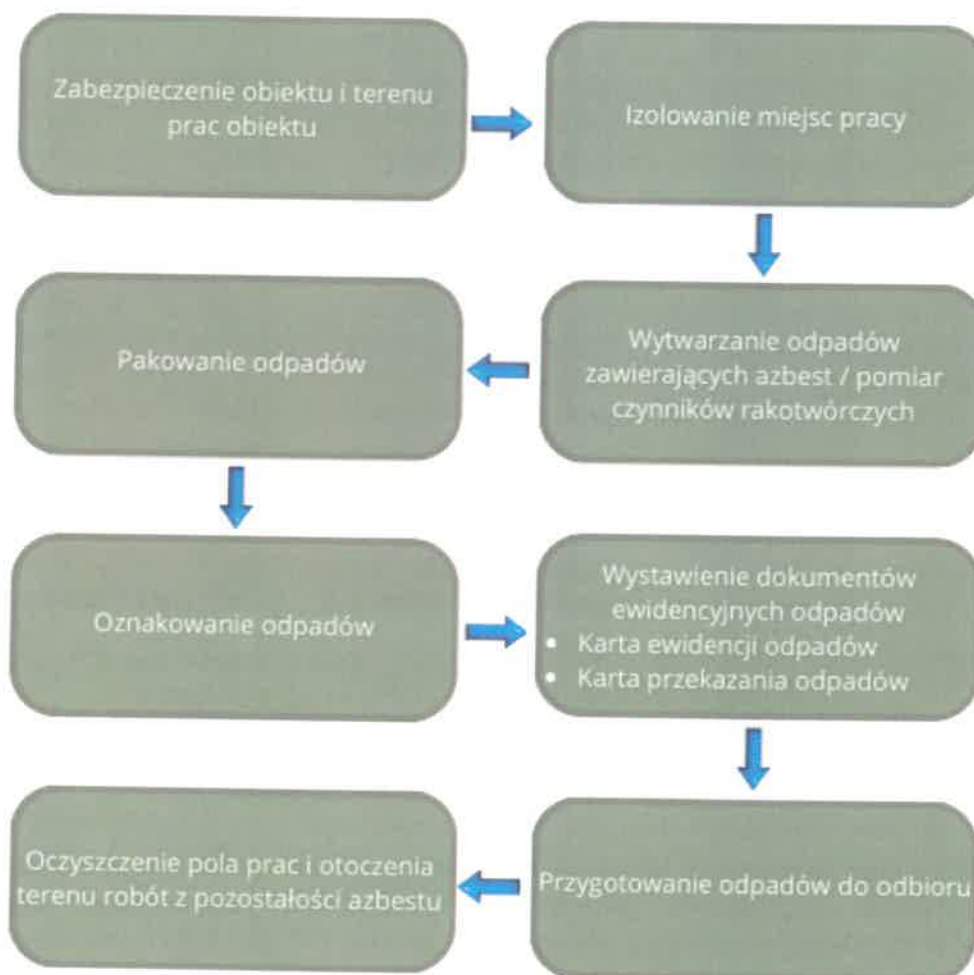 Zabezpieczenie obiektu i terenu
prac obiektu
Izolowanie miejsc pracy
Wytwarzanie odpadów
zawierających azbest / pomiar
czynników rakotwórczych
Pakowanie odpadów
Oznakowanie odpadów
Wystawienie dokumentów
ewidencyjnych odpadów
• Karta ewidencji odpadów
• Karta przekazania odpadów
Przygotowanie odpadów do odbioru
Oczyszczenie pola prac i otoczenia
terenu robót z pozostałości azbestu